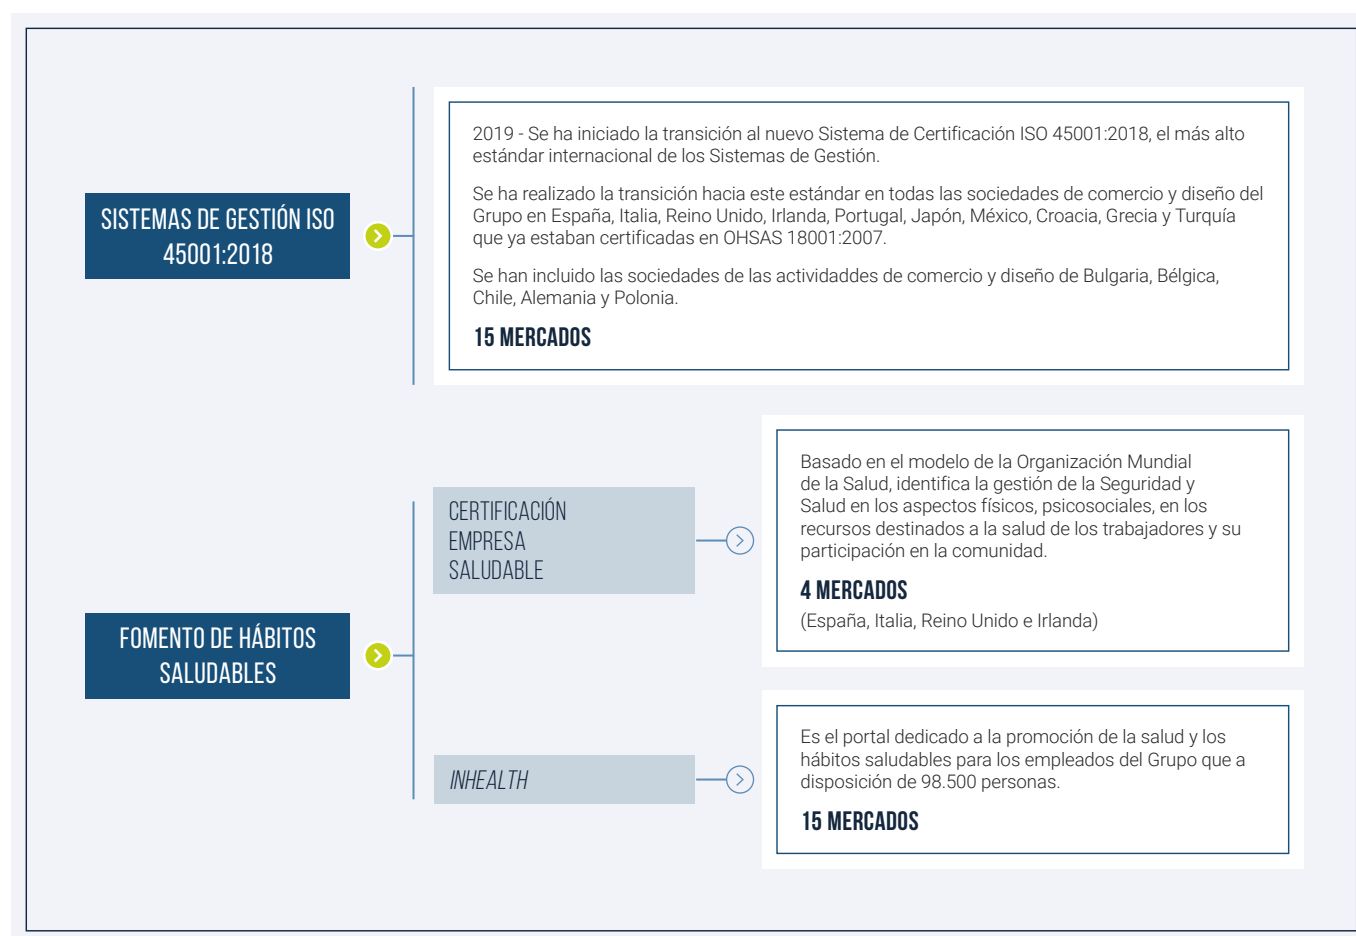 SISTEMAS DE GESTIÓN ISO
45001:2018
2019 - Se ha iniciado la transición al nuevo Sistema de Certificación ISO 45001:2018, el más alto
estándar internacional de los Sistemas de Gestión.
Se ha realizado la transición hacia este estándar en todas las sociedades de comercio y diseño del
Grupo en España, Italia, Reino Unido, Irlanda, Portugal, Japón, México, Croacia, Grecia y Turquía
que ya estaban certificadas en OHSAS 18001:2007.
Se han incluido las sociedades de las actividaddes de comercio y diseño de Bulgaria, Bélgica,
Chile, Alemania y Polonia.
15 MERCADOS
FOMENTO DE HÁBITOS
SALUDABLES
CERTIFICACIÓN
EMPRESA
SALUDABLE
Basado en el modelo de la Organización Mundial
de la Salud, identifica la gestión de la Seguridad y
Salud en los aspectos físicos, psicosociales, en los
recursos destinados a la salud de los trabajadores y su
participación en la comunidad.
4 MERCADOS
(España, Italia, Reino Unido e Irlanda)
INHEALTH
Es el portal dedicado a la promoción de la salud y los
hábitos saludables para los empleados del Grupo que a
disposición de 98.500 personas.
15 MERCADOS